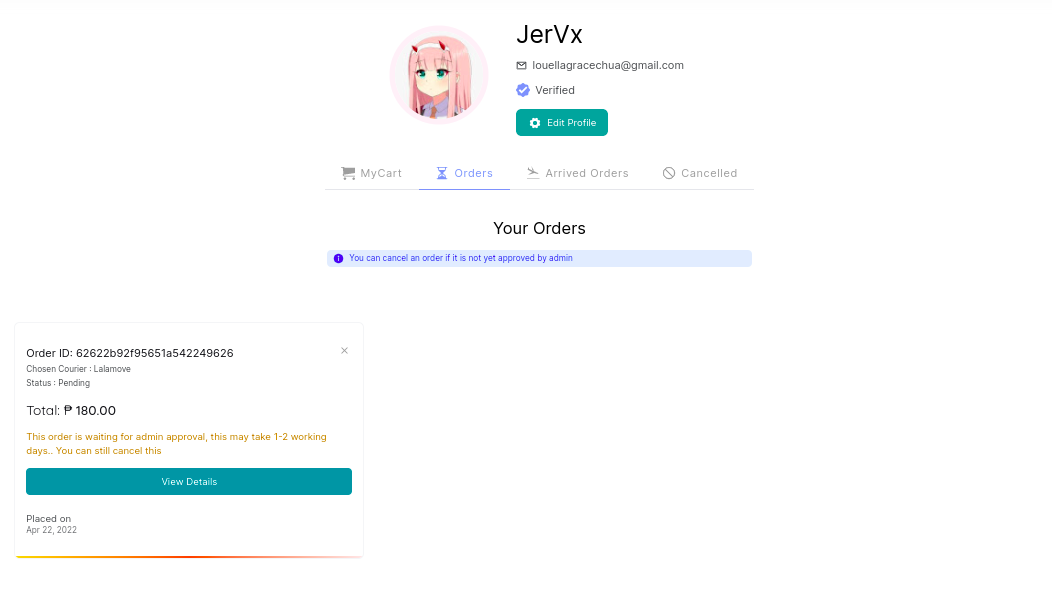 JerVx
louellagracechua@gmail.com
Verified
Edit Profile
MyCart Orders Arrived Orders Cancelled
Your Orders
You can cancel an order if it is not yet approved by admin
Order ID: 62622b92f95651a542249626
Chosen Courier : Lalamove
Status : Pending
Total: ₱ 180.00
This order is waiting for admin approval, this may take 1-2 working
days.. You can still cancel this
View Details
Placed on
Apr 22, 2022